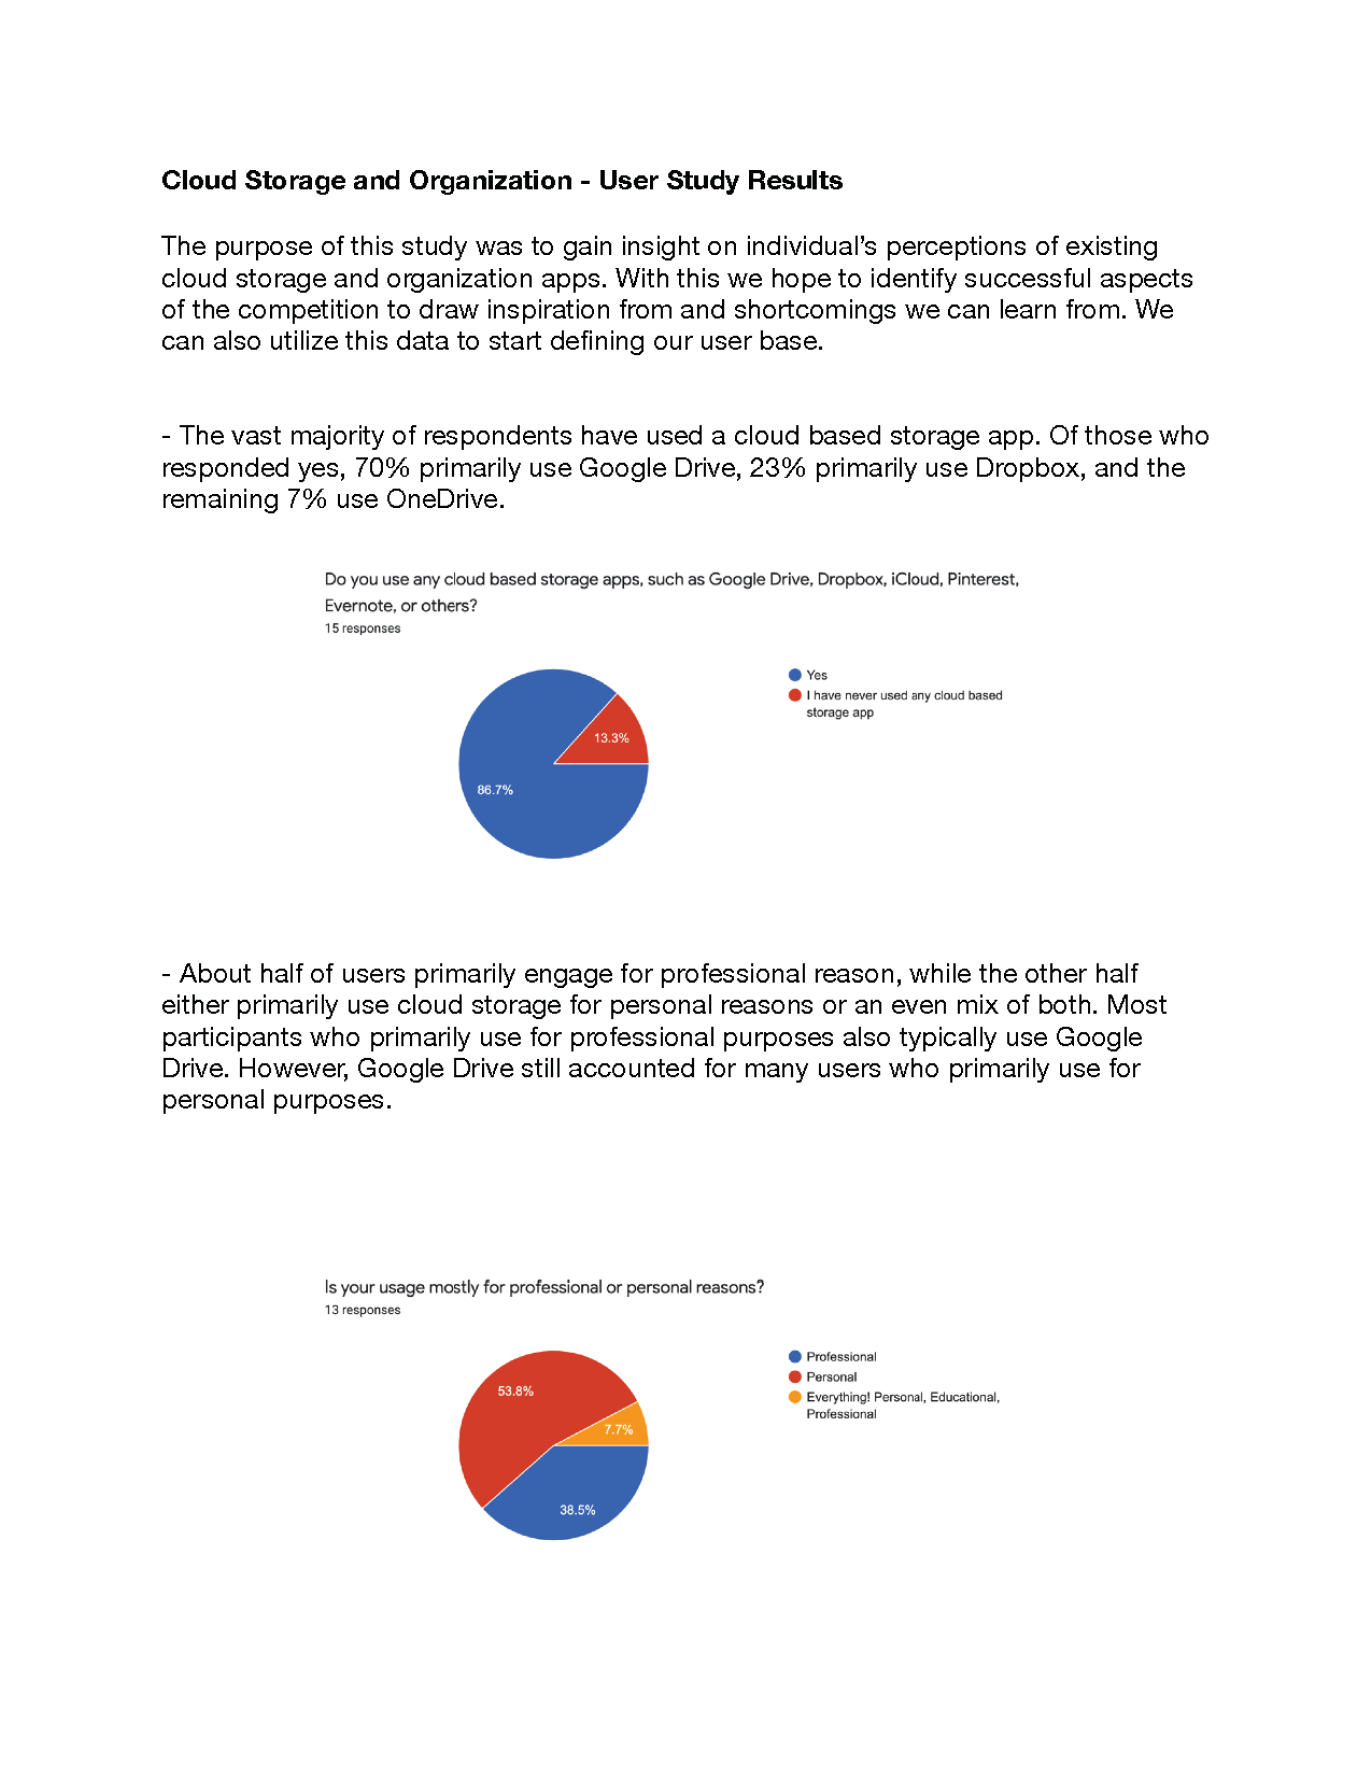 Cloud Storage and Organization - User Study Results
The purpose of this study was to gain insight on individual’s perceptions of existing
cloud storage and organization apps. With this we hope to identify successful aspects
of the competition to draw inspiration from and shortcomings we can learn from. We
can also utilize this data to start defining our user base.
- The vast majority of respondents have used a cloud based storage app. Of those who
responded yes, 70% primarily use Google Drive, 23% primarily use Dropbox, and the
remaining 7% use OneDrive.
Do you use any cloud based storage apps, such as Google Drive, Dropbox, iCloud, Pinterest,
Evernote, or others?
15 responses
Yes
I have never used any cloud based
storage app
13.3%
86.7%
- About half of users primarily engage for professional reason, while the other half
either primarily use cloud storage for personal reasons or an even mix of both. Most
participants who primarily use for professional purposes also typically use Google
Drive. However, Google Drive still accounted for many users who primarily use for
personal purposes.
Is your usage mostly for professional or personal reasons?
13 responses
Professional
Personal
Everything! Personal, Educational,
Professional
53.8%
7.7%
38.5%